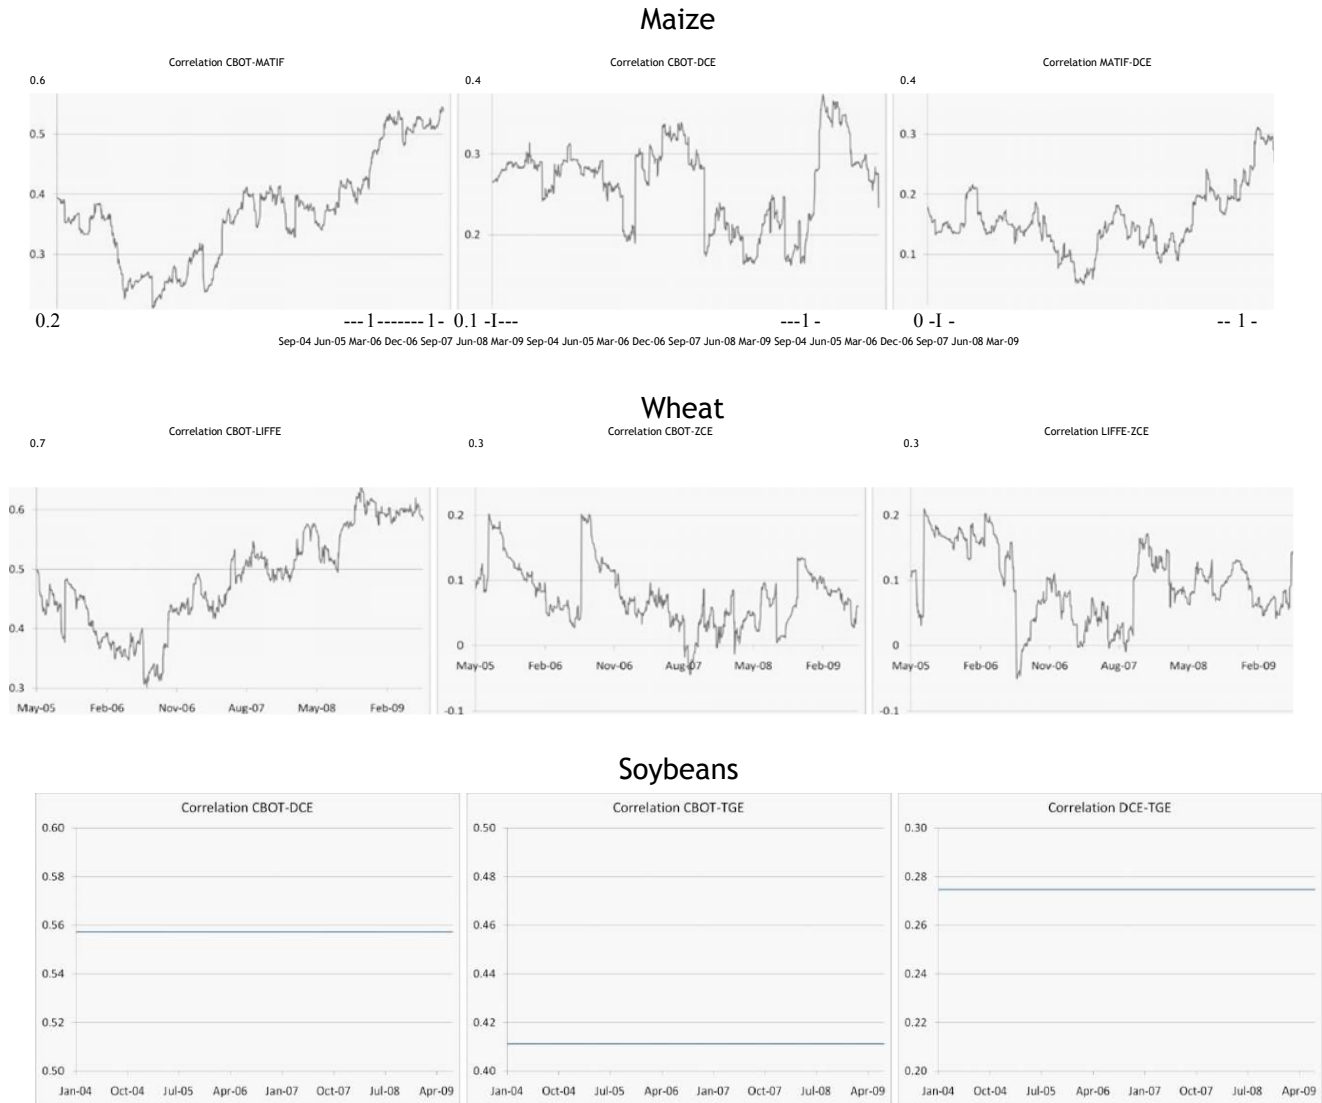 Maize
Correlation CBOT-MATIF Correlation CBOT-DCE Correlation MATIF-DCE
0.6 0.4 0.4
0.5 0.3 0.3
0.4 0.2
0.3 0.2 0.1
0.2 ---1------- 1- 0.1 -I--- ---1 - 0 -I - -- 1 -
Sep-04 Jun-05 Mar-06 Dec-06 Sep-07 Jun-08 Mar-09 Sep-04 Jun-05 Mar-06 Dec-06 Sep-07 Jun-08 Mar-09 Sep-04 Jun-05 Mar-06 Dec-06 Sep-07 Jun-08 Mar-09
Wheat
Correlation CBOT-LIFFE Correlation CBOT-ZCE Correlation LIFFE-ZCE
0.7 0.3 0.3
0.6 0.2 0.2
0.5 0.1 0.1
0.4 0 0
May-05 Feb-06 Nov-06 Aug-07 May-08 Feb-09 May-05 Feb-06 Nov-06 Aug-07 May-08 Feb-09
0.3
May-05 Feb-06 Nov-06 Aug-07 May-08 Feb-09 -0.1 -0.1
Soybeans
Correlation CBOT-DCE Correlation CBOT-TGE Correlation DCE-TGE
0.60 0.50 0.30
0.58 0.48 0.28
0.56 0.46 0.26
0.54 0.44 0.24
0.52 0.42 0.22
0.50 0.40 0.20
Jan-04 Oct-04 Jul-05 Apr-06 Jan-07 Oct-07 Jul-08 Apr-09 Jan-04 Oct-04 Jul-05 Apr-06 Jan-07 Oct-07 Jul-08 Apr-09 Jan-04 Oct-04 Jul-05 Apr-06 Jan-07 Oct-07 Jul-08 Apr-09